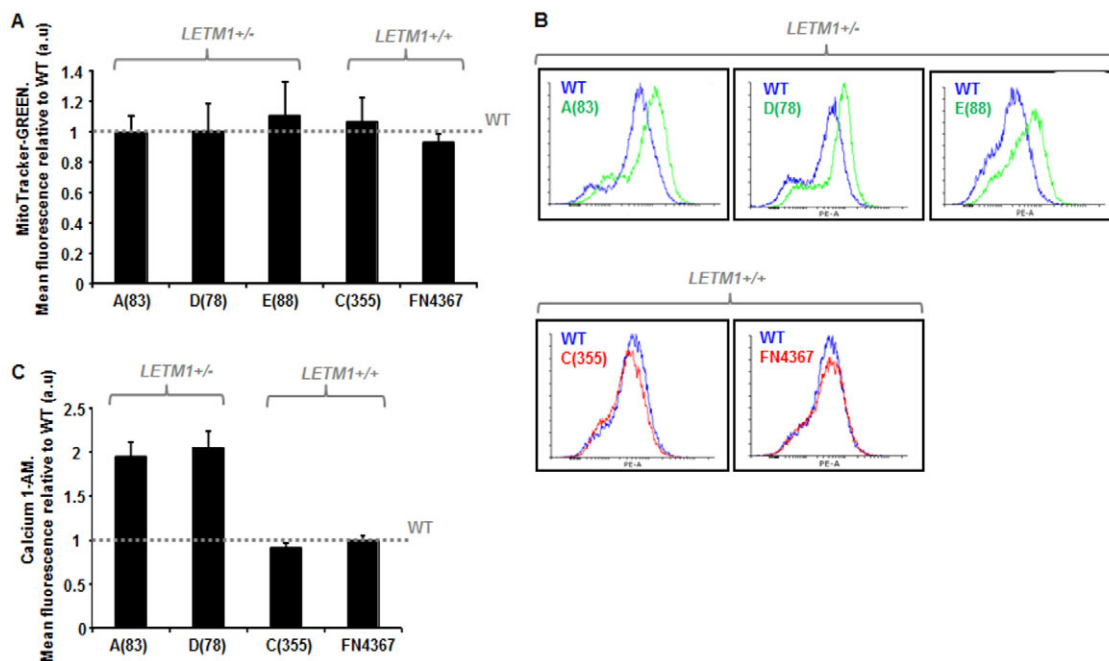 A
LETM1+/-
LETM1+/+
MitoTracker-GREEN.
Mean fluorescence relative to WT (a.u)
1.4
1.2
1
0.8
0.6
0.4
0.2
0
WT
A(83)
D(78)
E(88)
C(355)
FN4367
B
LETM1+/-
WT
A(83)
PE-A
WT
D(78)
PE-A
WT
E(88)
PE-A
LETM1+/+
WT
C(355)
PE-A
WT
FN4367
PE-A
C
LETM1+/-
LETM1+/+
Calcium 1-AM.
Mean fluorescence relative to WT (a.u)
2.5
2
1.5
1
0.5
0
WT
A(83)
D(78)
C(355)
FN4367